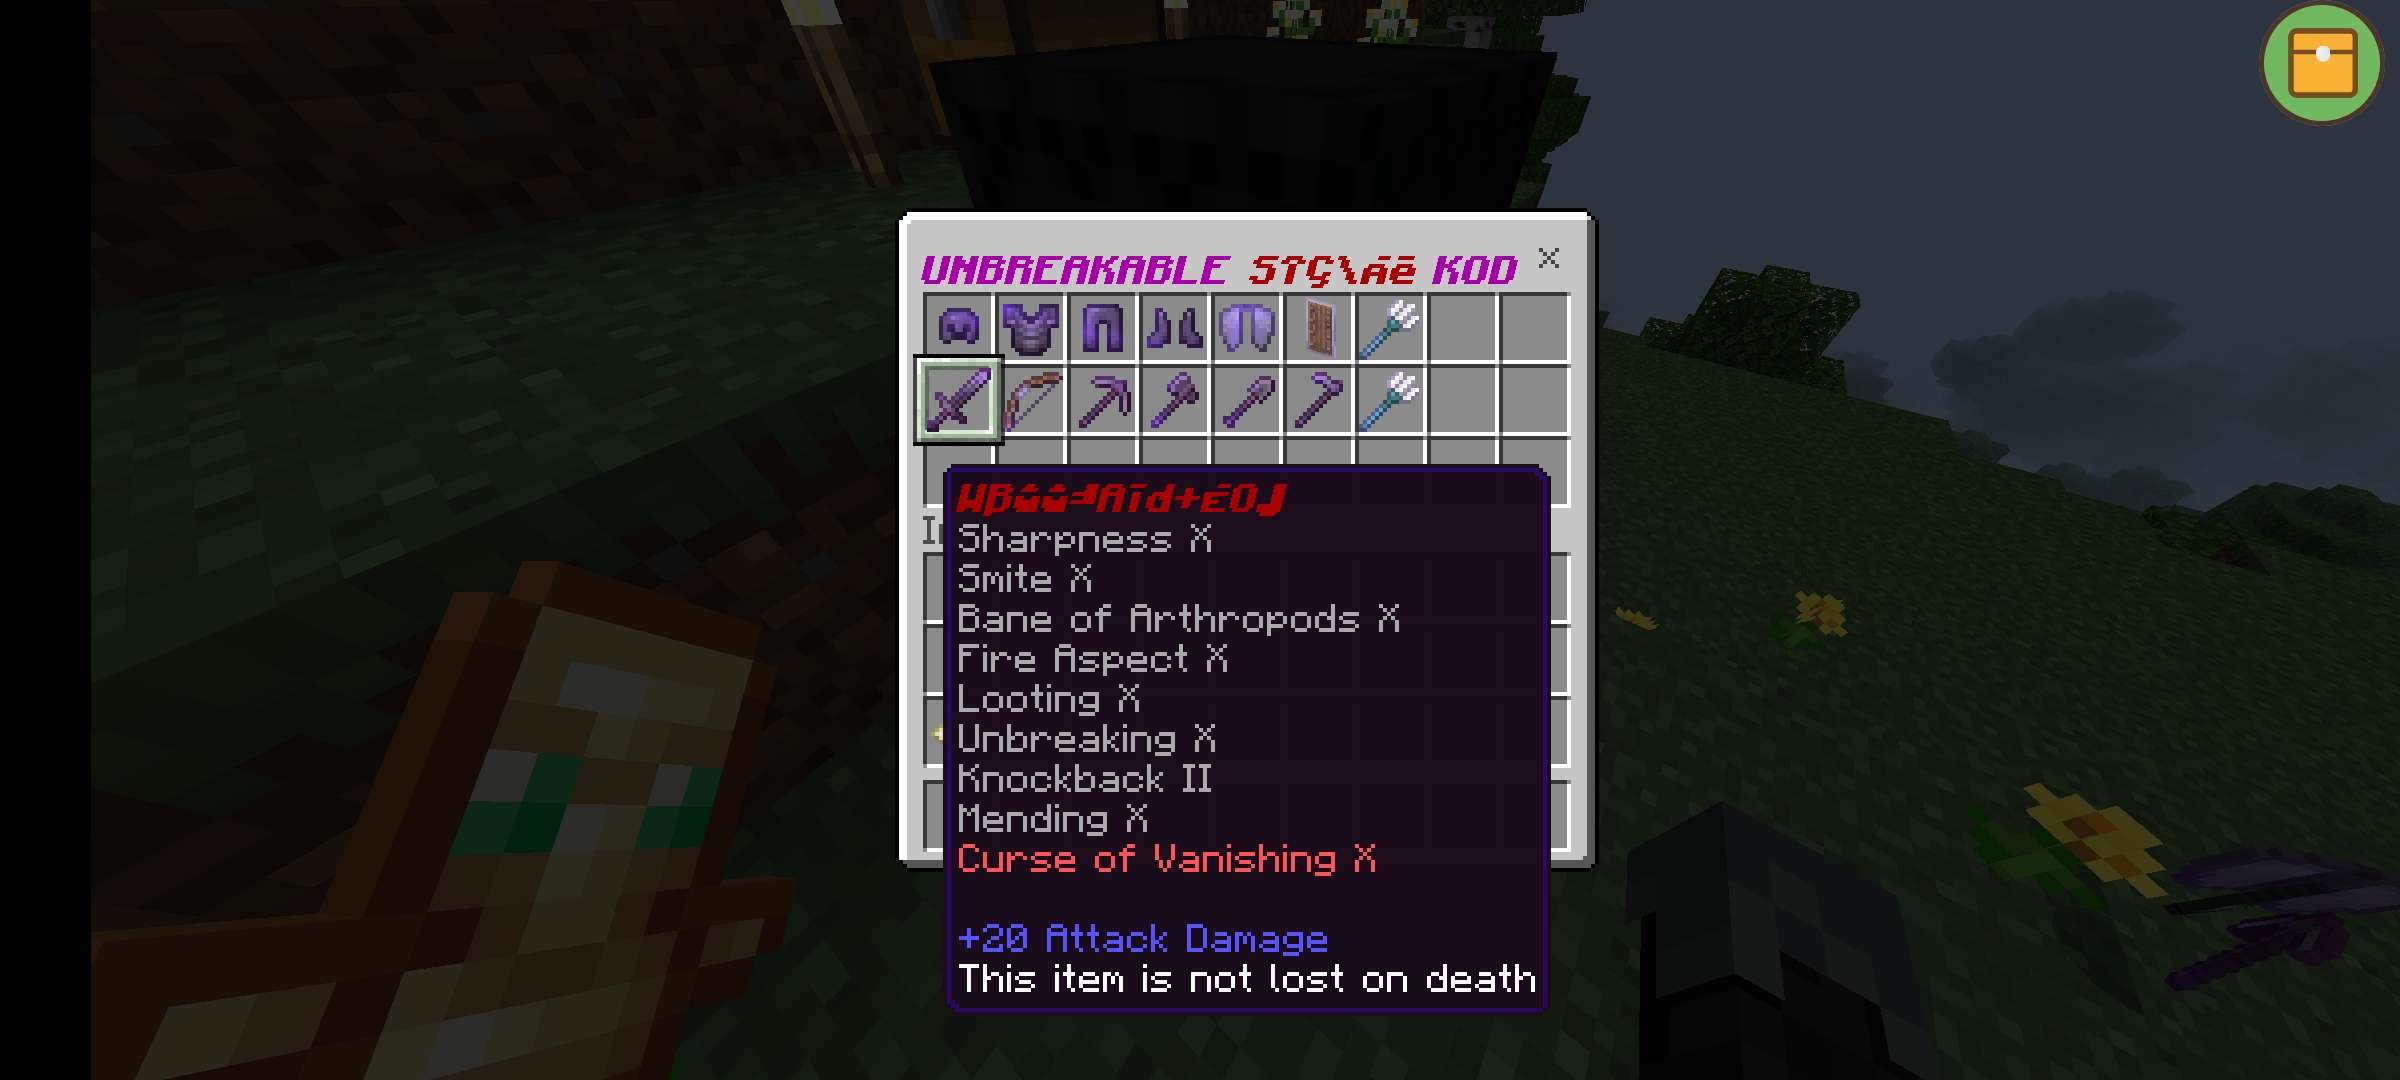 UNBREAKABLE KOD
Sharpness X
Smite X
Bane of Arthropods X
Fire Aspect X
Looting X
Unbreaking X
Knockback II
Mending X
Curse of Vanishing X
+20 Attack Damage
This item is not lost on death